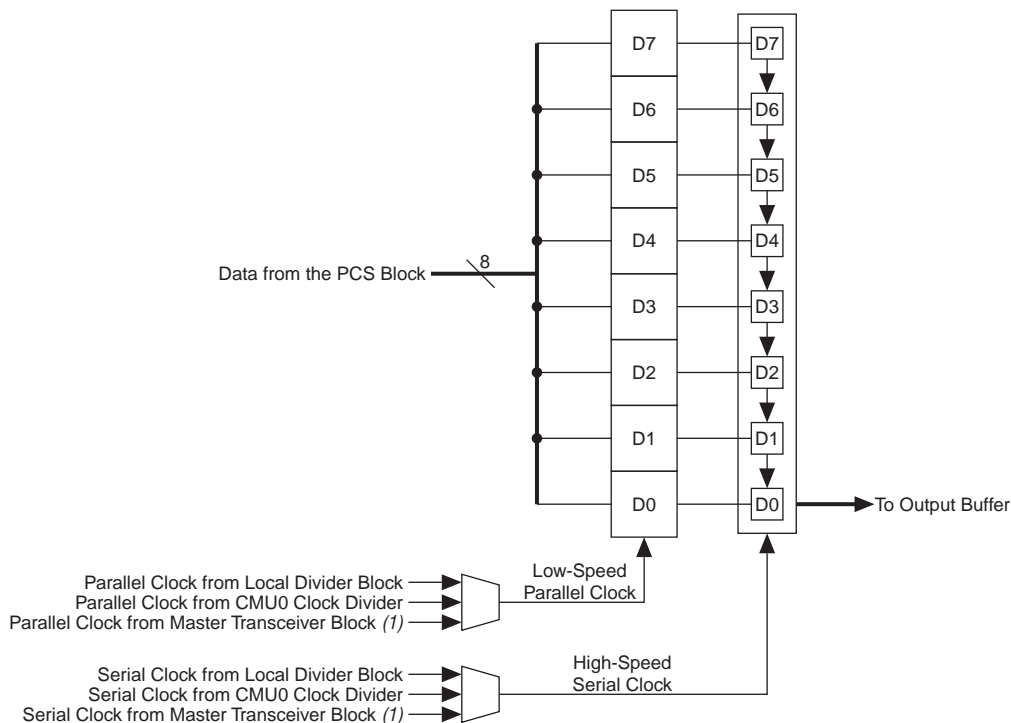 D7 D7
D6 D6
D5 D5
D4 D4
Data from the PCS Block 8
D3 D3
D2 D2
D1 D1
D0 D0 To Output Buffer
Low-Speed
Parallel Clock
Parallel Clock from Local Divider Block
Parallel Clock from CMU0 Clock Divider
Parallel Clock from Master Transceiver Block (1)
High-Speed
Serial Clock
Serial Clock from Local Divider Block
Serial Clock from CMU0 Clock Divider
Serial Clock from Master Transceiver Block (1)